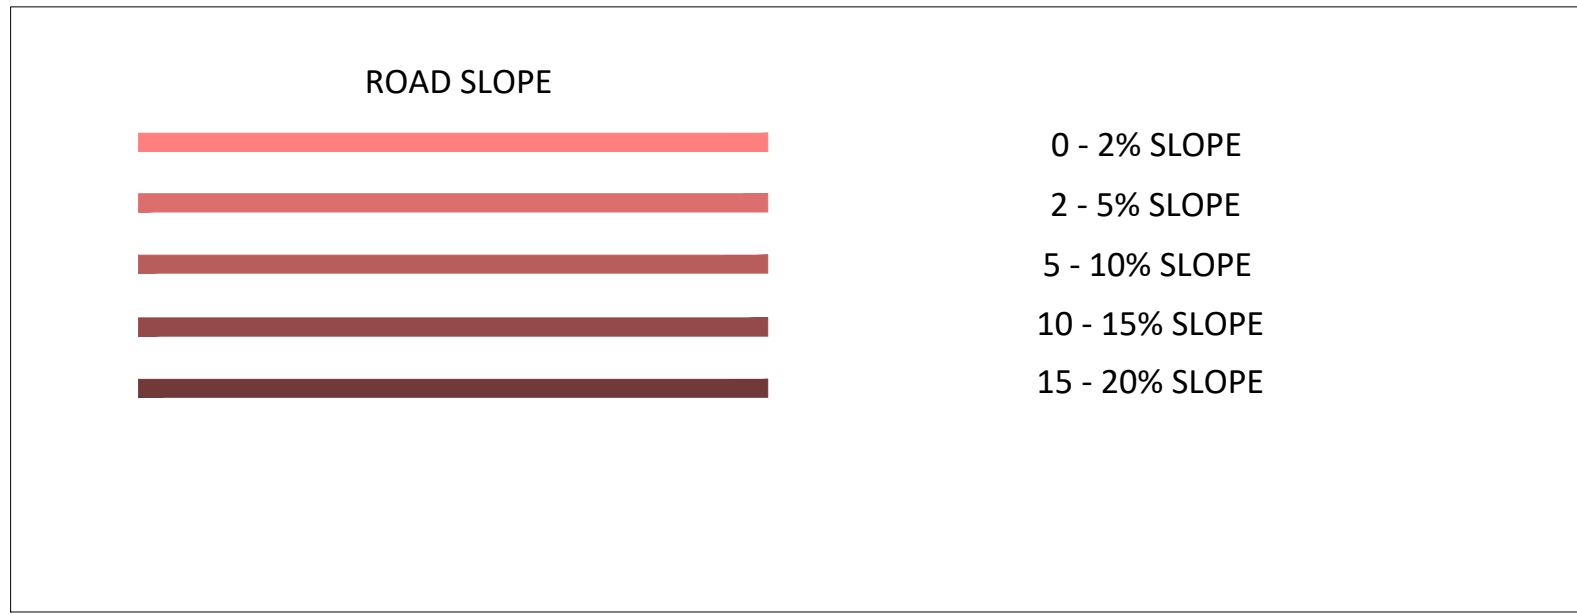 ROAD SLOPE
0 - 2% SLOPE
2 - 5% SLOPE
5 - 10% SLOPE
10 - 15% SLOPE
15 - 20% SLOPE